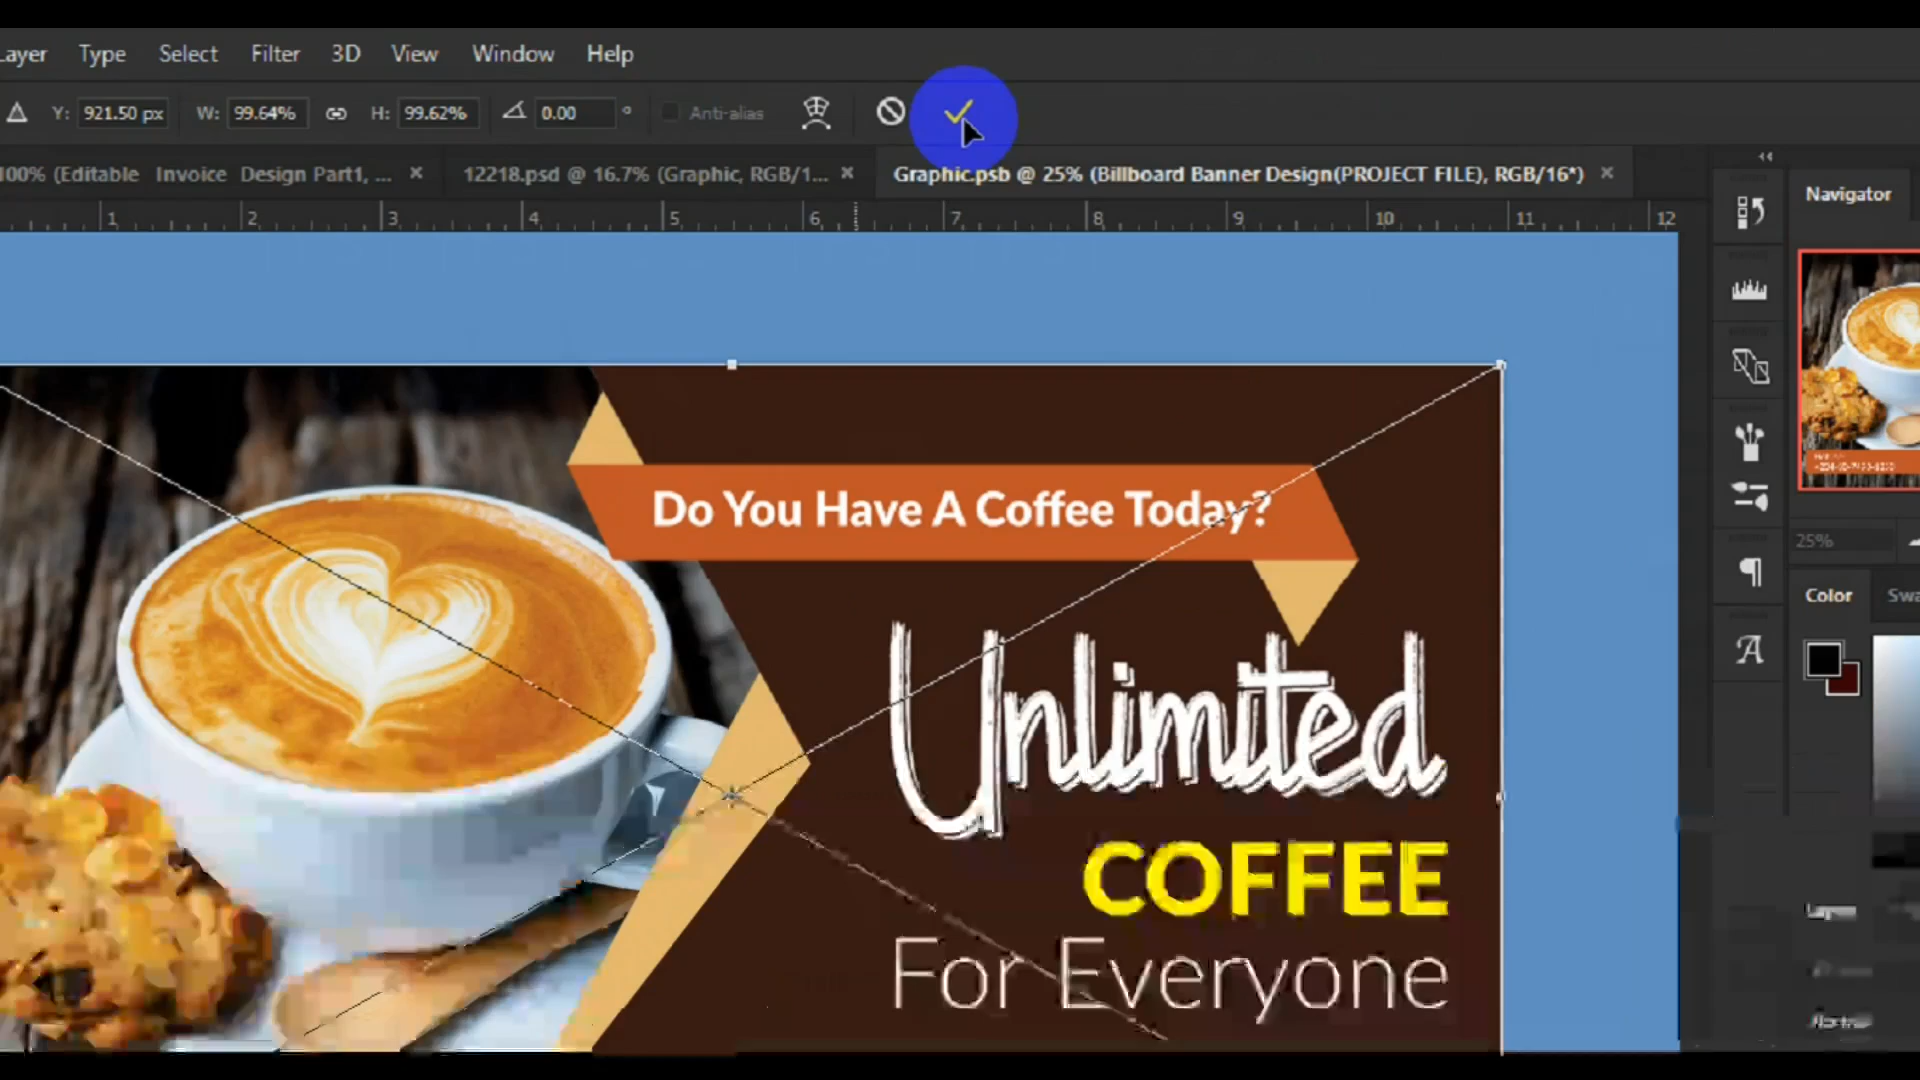 Layer Type Select Filter 3D View Window Help
Y: 921.50 px W: 99.64% H: 99.62% 0.00 ° Anti-alias
100% (Editable Invoice Design Part1, ... × 12218.psd @ 16.7% (Graphic, RGB/1... × Graphic.psb @ 25% (Billboard Banner Design(PROJECT FILE), RGB/16*) ×
1 2 3 4 5 6 7 8 9 10 11 12
Navigator
Do You Have A Coffee Today?
Unlimited
COFFEE
For Everyone
25%
Color Swa
Layers